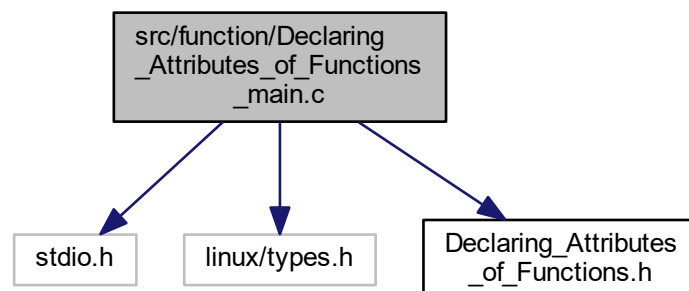 src/function/Declaring
_Attributes_of_Functions
_main.c
stdio.h
linux/types.h
Declaring_Attributes
_of_Functions.h